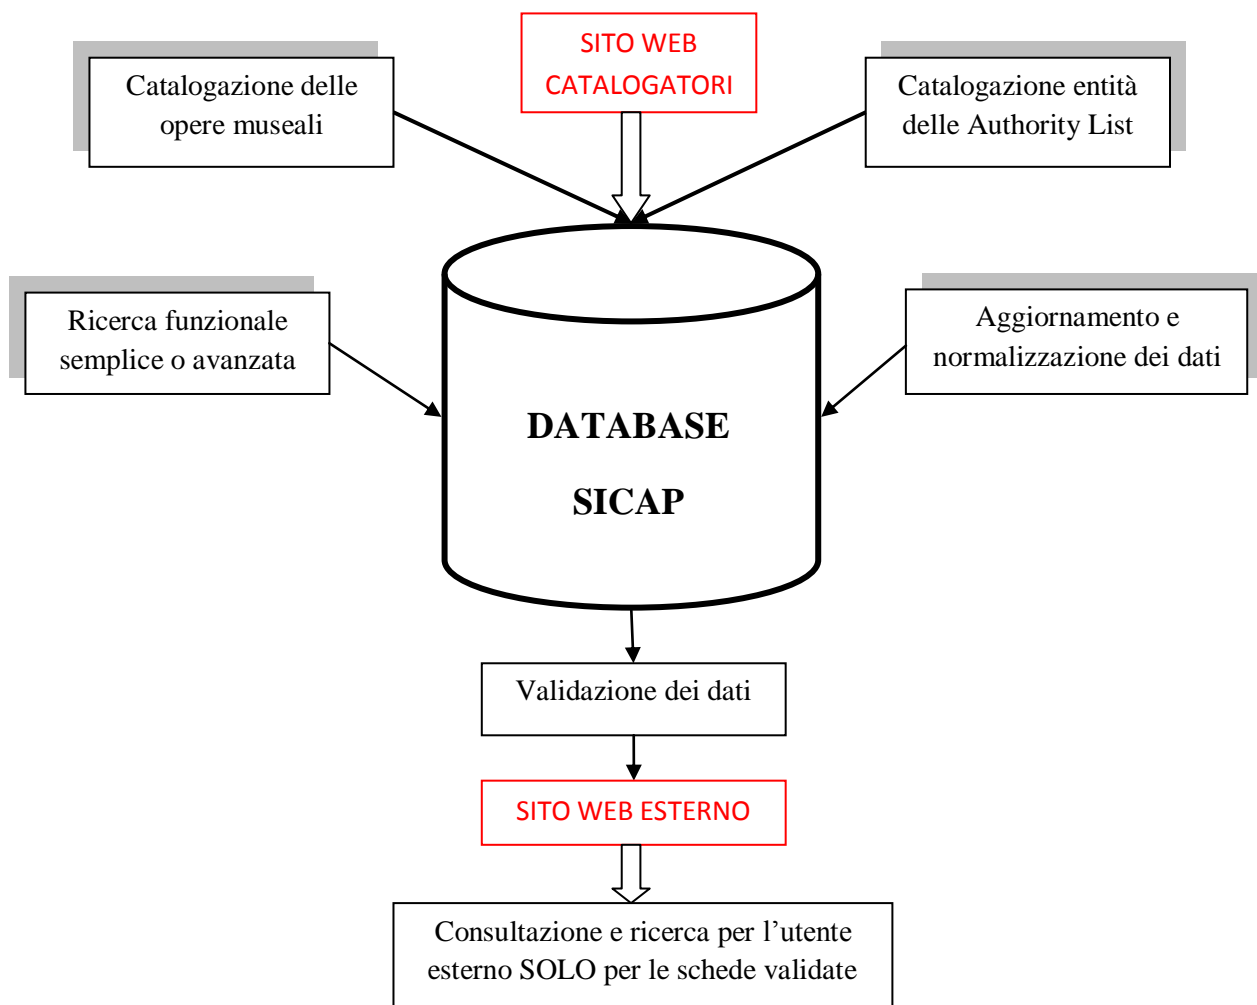 SITO WEB
CATALOGATORI
Catalogazione delle
opere museali
Catalogazione entità
delle Authority List
Ricerca funzionale
semplice o avanzata
Aggiornamento e
normalizzazione dei dati
DATABASE
SICAP
Validazione dei dati
SITO WEB ESTERNO
Consultazione e ricerca per l’utente
esterno SOLO per le schede validate